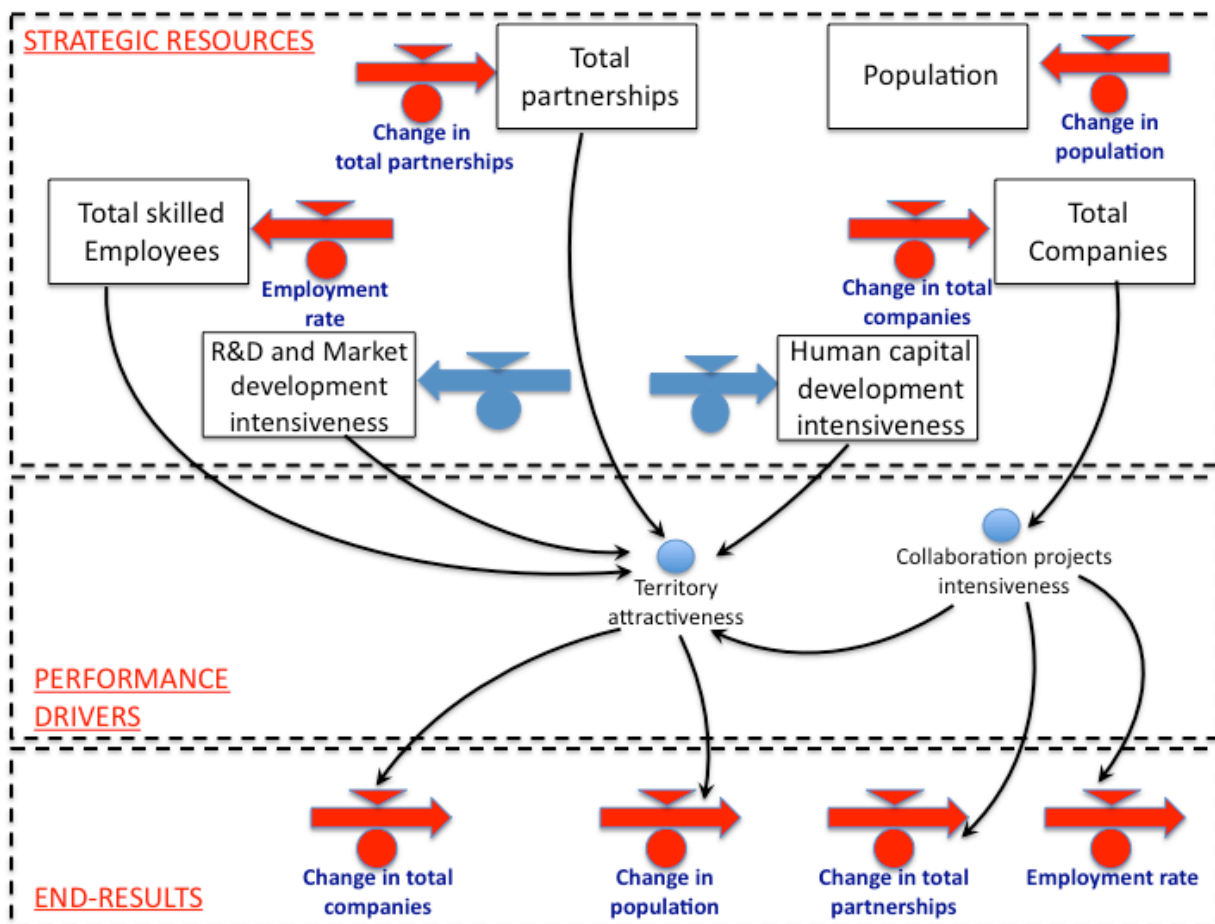 STRATEGIC RESOURCES
Total
partnerships
Population
Change in
total partnerships
Change in
population
Total skilled
Employees
Total
Companies
Employment
rate
Change in total
companies
R&D and Market
development
intensiveness
Human capital
development
intensiveness
Collaboration projects
intensiveness
Territory
attractiveness
PERFORMANCE
DRIVERS
Change in total
companies
Change in
population
Change in total
partnerships
Employment rate
END-RESULTS